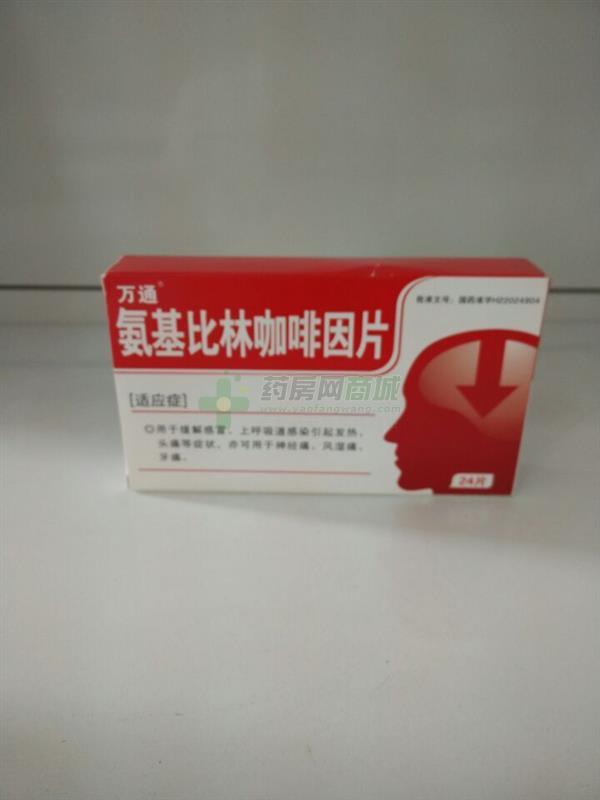 万通®
氨基比林咖啡因片
批准文号:国药准字H22024904
药房网商城
www.yaofangwang.com
[适应症]
○用于缓解感冒、上呼吸道感染引起发热、
头痛等症状、亦可用于神经痛、风湿痛、
牙痛。
24片